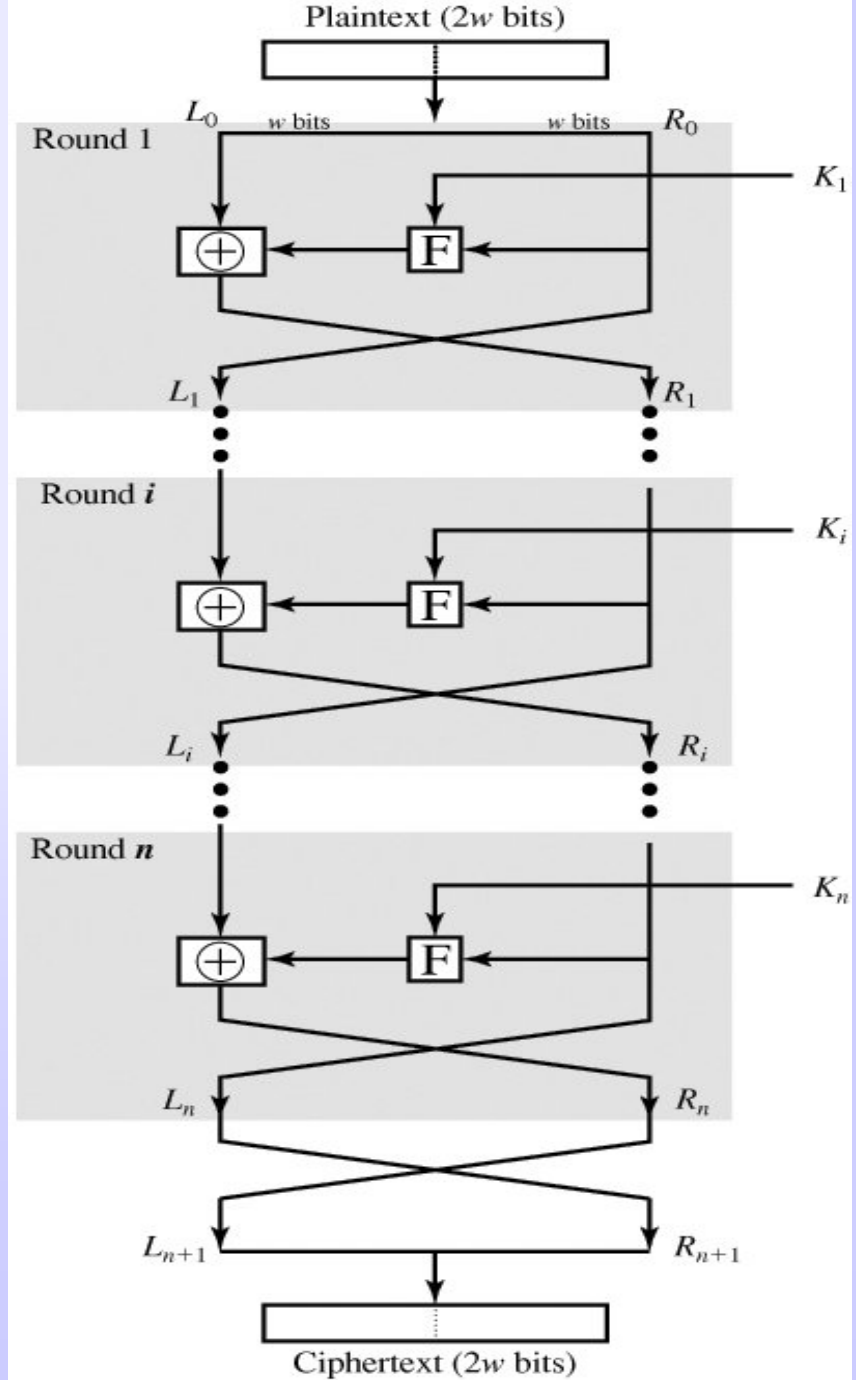 Plaintext (2w bits)
L₀ w bits w bits R₀
Round 1
K₁
F
L₁ R₁
Round i
Kᵢ
F
Lᵢ Rᵢ
Round n
Kₙ
F
Lₙ Rₙ
Lₙ₊₁ Rₙ₊₁
Ciphertext (2w bits)